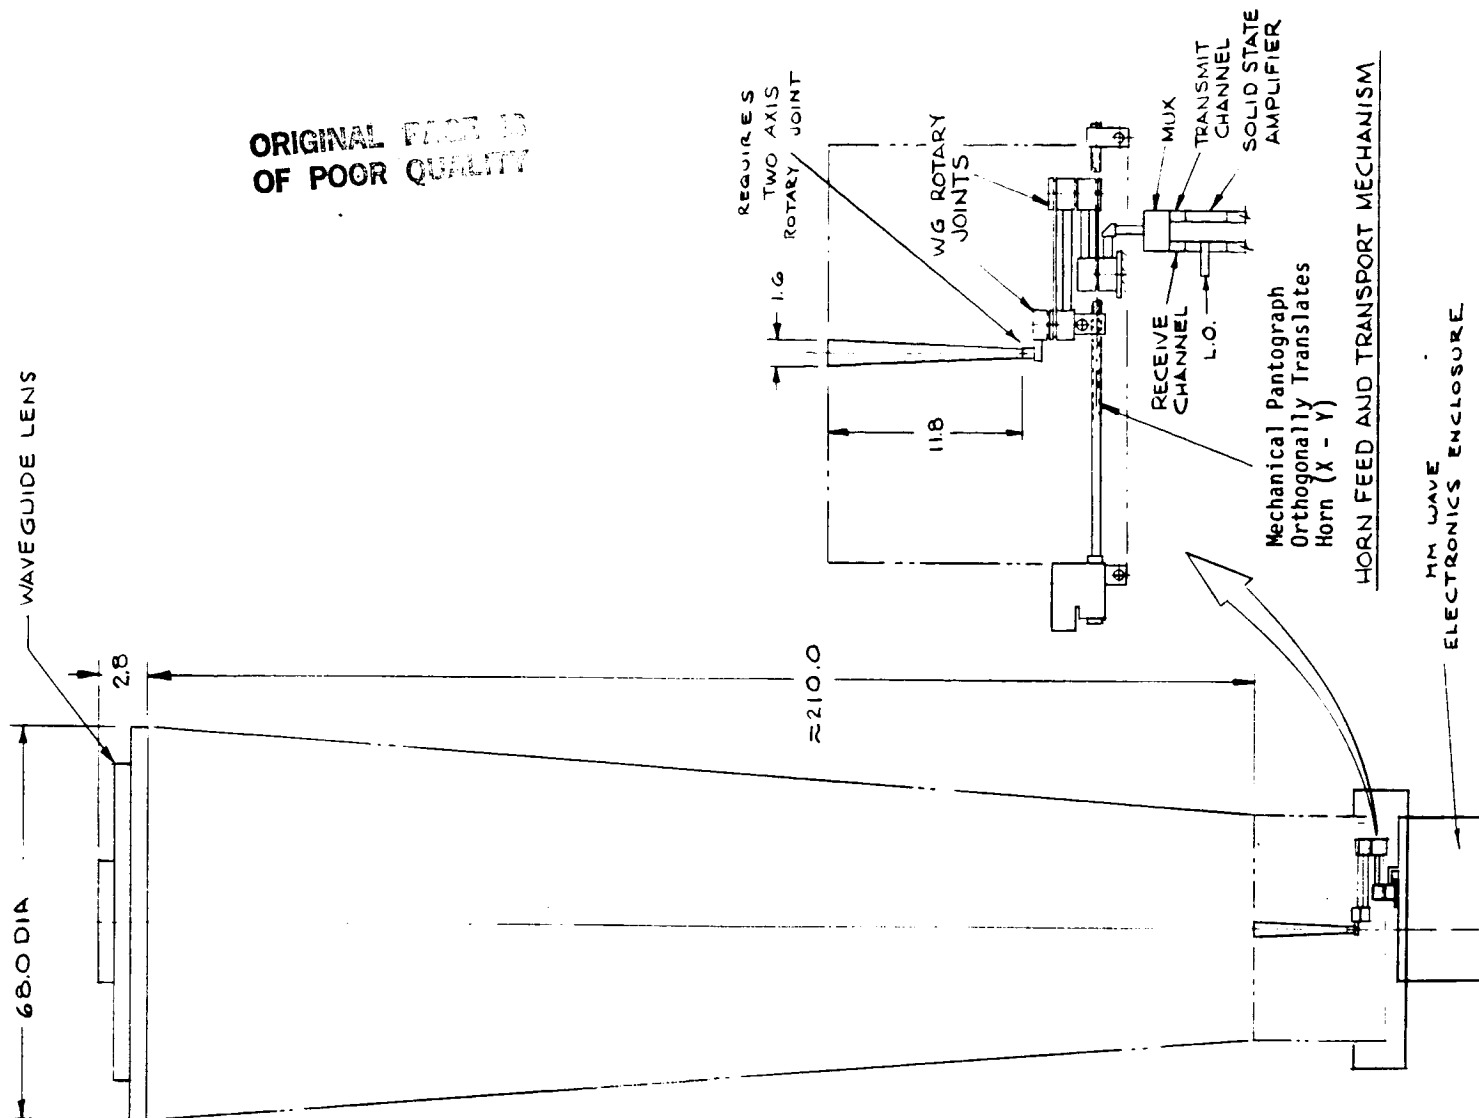 ORIGINAL PAGE IS
OF POOR QUALITY
WAVEGUIDE LENS
2.8
68.0 DIA
≈210.0
REQUIRES
TWO AXIS
ROTARY JOINT
1.6
11.8
WG ROTARY
JOINTS
MUX
TRANSMIT
CHANNEL
SOLID STATE
AMPLIFIER
RECEIVE
CHANNEL
L.O.
Mechanical Pantograph
Orthogonally Translates
Horn (X - Y)
HORN FEED AND TRANSPORT MECHANISM
MM WAVE
ELECTRONICS ENCLOSURE